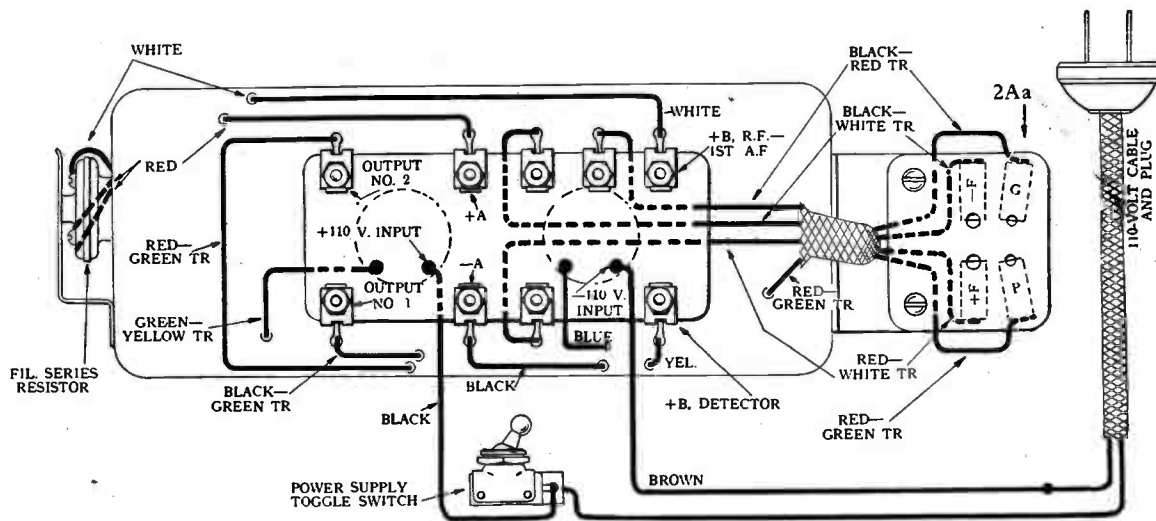 WHITE
RED
RED—
GREEN TR
GREEN—
YELLOW TR
FIL. SERIES
RESISTOR
BLACK—
GREEN TR
BLACK
BLACK
OUTPUT
NO. 2
+A
+110 V. INPUT
—A
OUTPUT
NO 1
—110 V.
INPUT
BLUE
YEL.
WHITE
+B, R.F.—
1ST A.F
+B, DETECTOR
POWER SUPPLY
TOGGLE SWITCH
BROWN
BLACK—
RED TR
BLACK—
WHITE TR
2Aa
—F
G
+F
P
RED—
GREEN TR
RED—
WHITE TR
RED—
GREEN TR
110-VOLT CABLE
AND PLUG